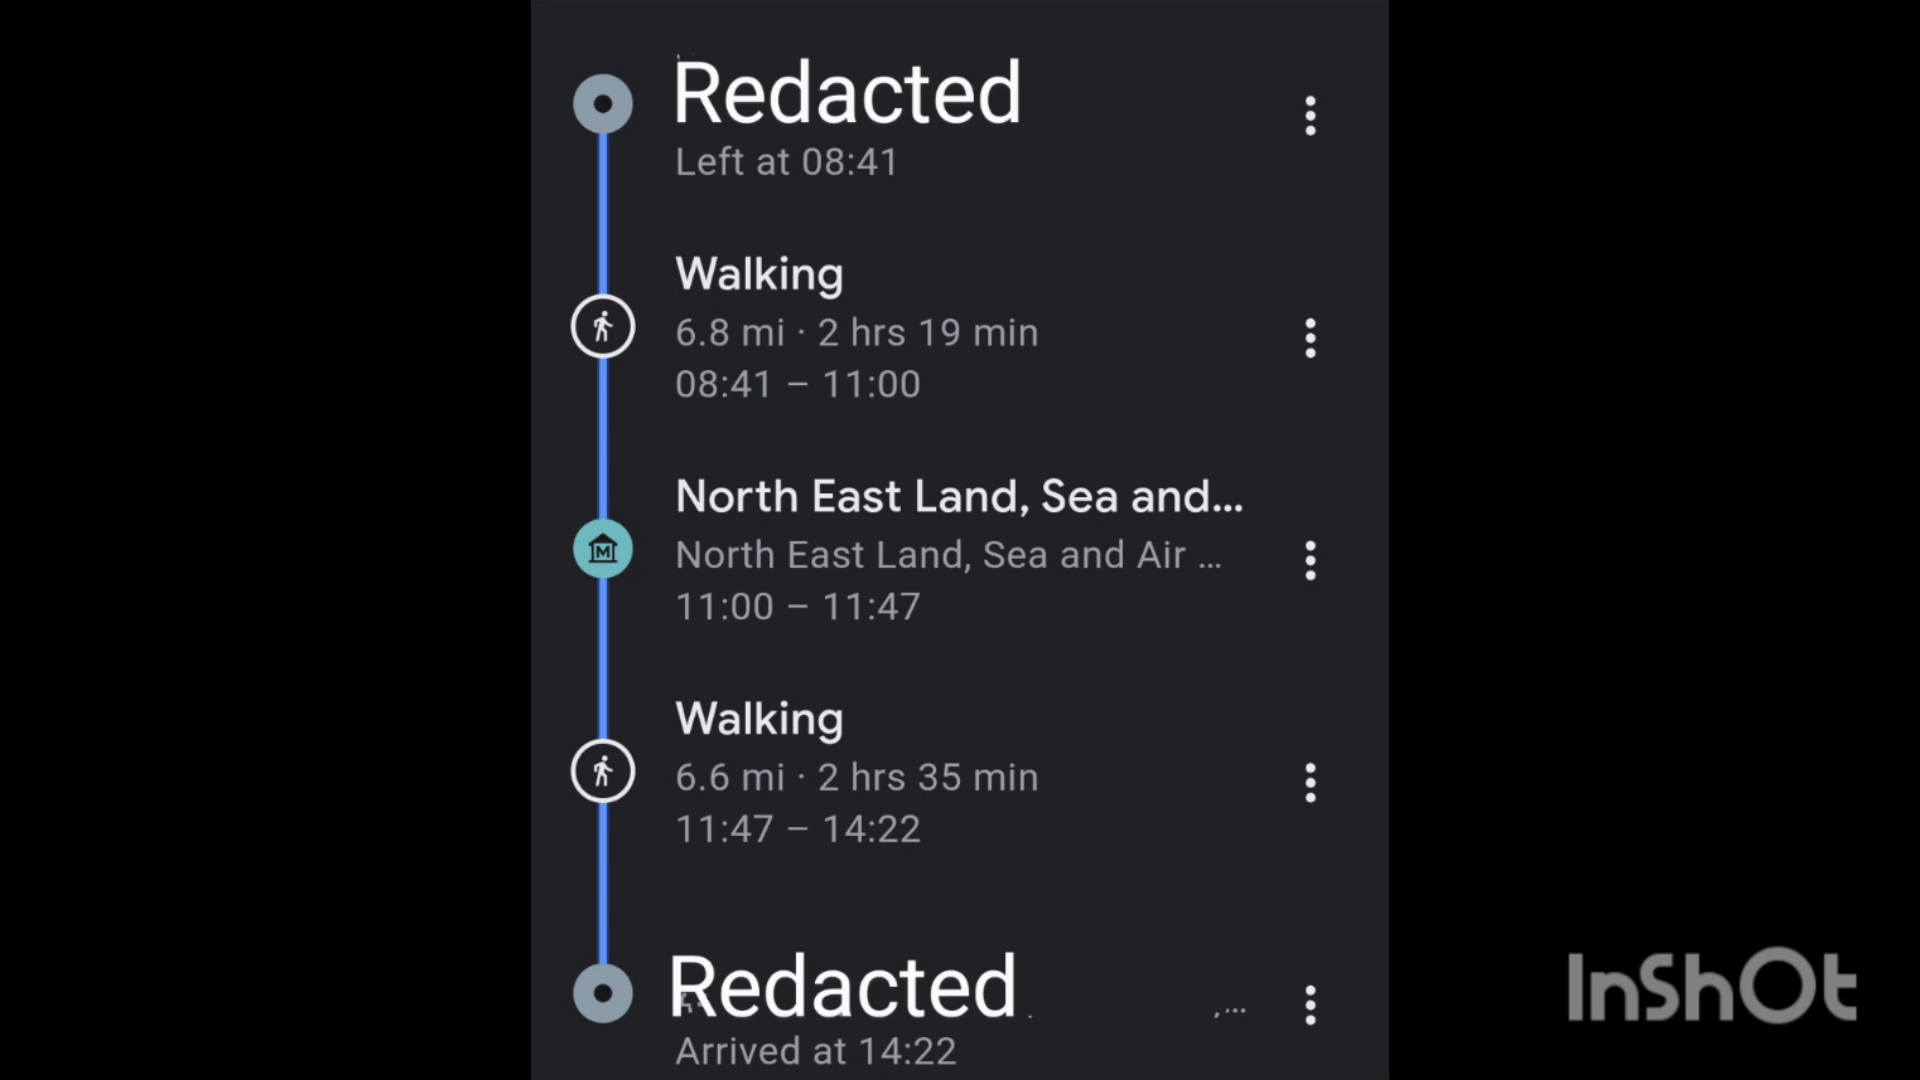 Redacted
Left at 08:41
Walking
6.8 mi · 2 hrs 19 min
08:41 – 11:00
North East Land, Sea and...
North East Land, Sea and Air ...
11:00 – 11:47
Walking
6.6 mi · 2 hrs 35 min
11:47 – 14:22
Redacted
Arrived at 14:22
InShOt